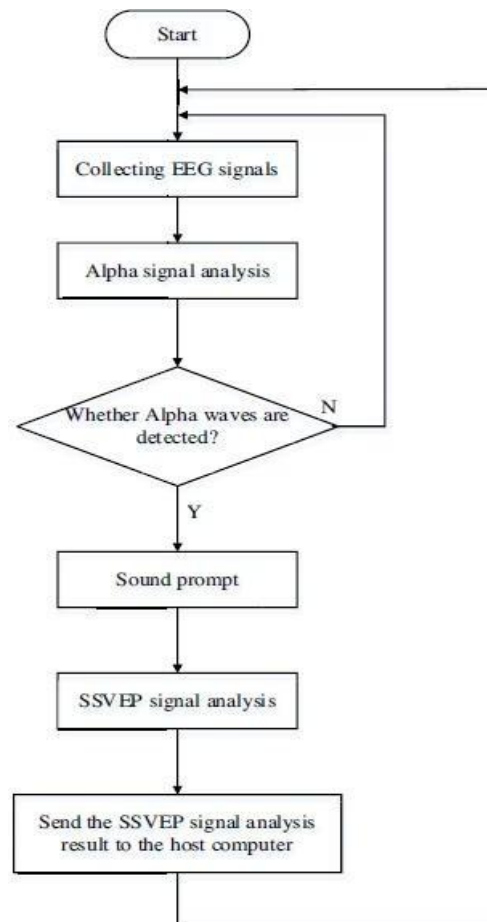 Start
Collecting EEG signals
Alpha signal analysis
Whether Alpha waves are
detected?
N
Y
Sound prompt
SSVEP signal analysis
Send the SSVEP signal analysis
result to the host computer